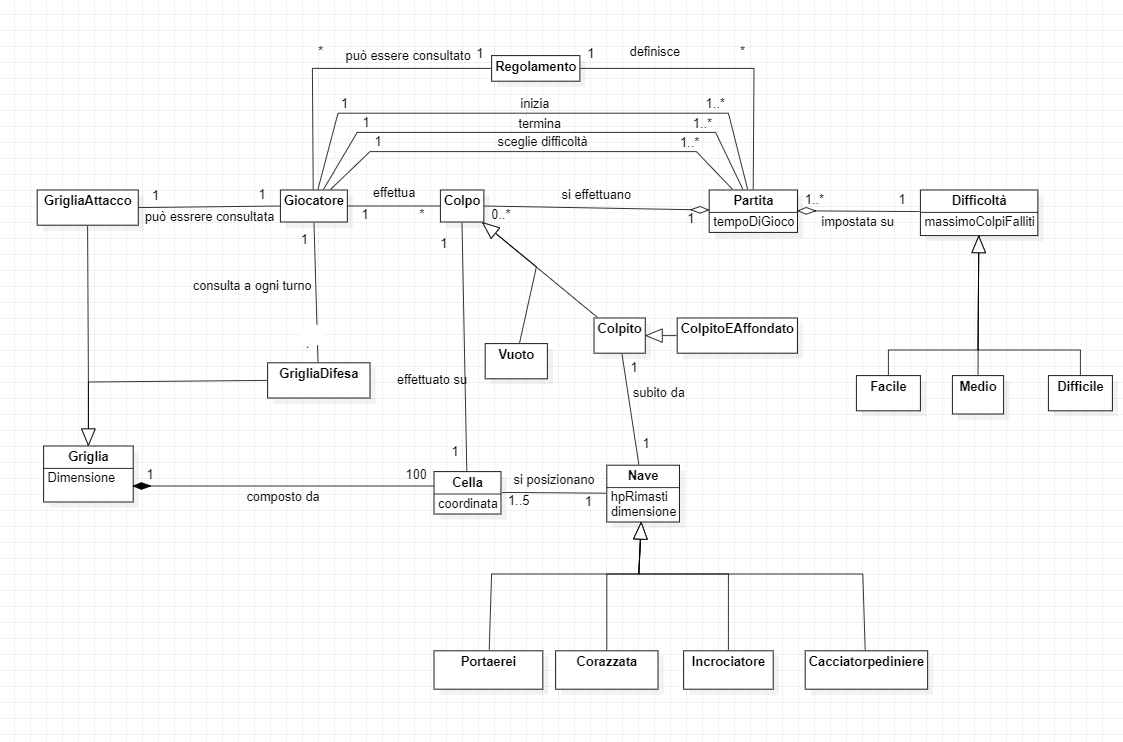 * può essere consultato 1
Regolamento
1 definisce *
1 inizia 1..*
1 termina 1..*
1 sceglie difficoltà 1..*
GrigliaAttacco
1 1
può essrere consultata
Giocatore
effettua
1 *
Colpo
0..* si effettuano 1
Partita
tempoDiGioco
1..* 1
impostata su
Difficoltà
massimoColpiFalliti
1
consulta a ogni turno
GrigliaDifesa
1
effettuato su
1
Vuoto
Colpito
ColpitoEAffondato
1
subito da
1
Facile
Medio
Difficile
Griglia
Dimensione
1 100
composto da
Cella
coordinata
si posizionano
1..5 1
Nave
hpRimasti
dimensione
Portaerei
Corazzata
Incrociatore
Cacciatorpediniere